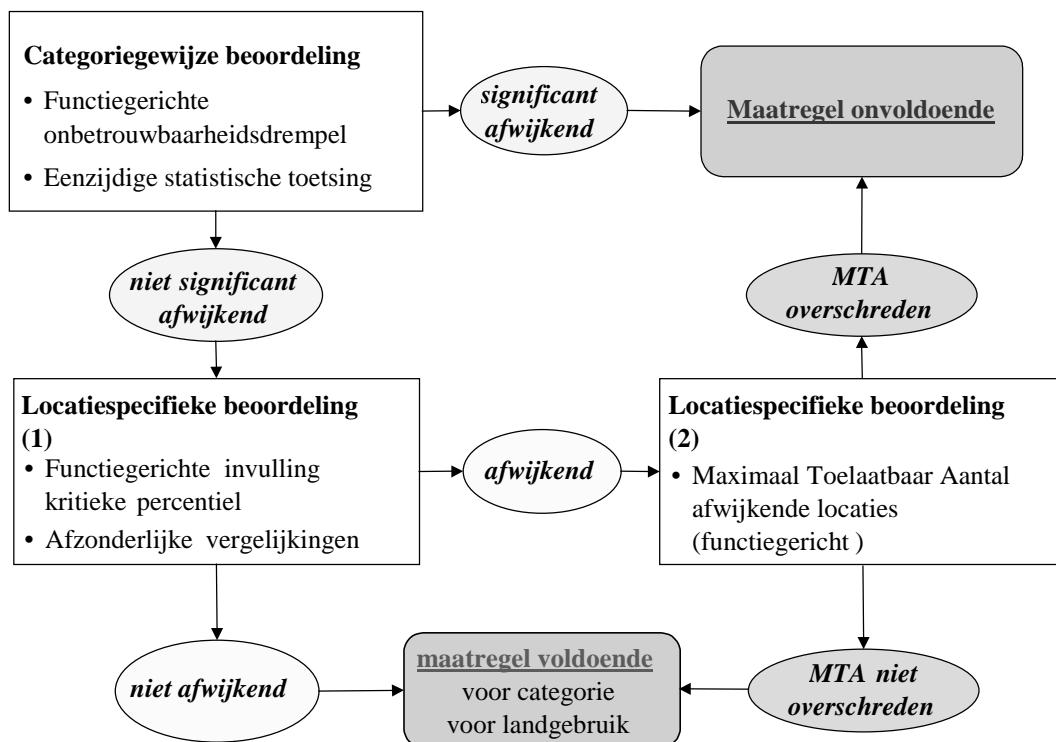 Categoriegewijze beoordeling
• Functiegerichte
onbetrouwbaarheidsdrempel
• Eenzijdige statistische toetsing
significant
afwijkend
Maatregel onvoldoende
niet significant
afwijkend
MTA
overschreden
Locatiespecifieke beoordeling
(1)
• Functiegerichte invulling
kritieke percentiel
• Afzonderlijke vergelijkingen
afwijkend
Locatiespecifieke beoordeling
(2)
• Maximaal Toelaatbaar Aantal
afwijkende locaties
(functiegericht )
niet afwijkend
maatregel voldoende
voor categorie
voor landgebruik
MTA niet
overschreden